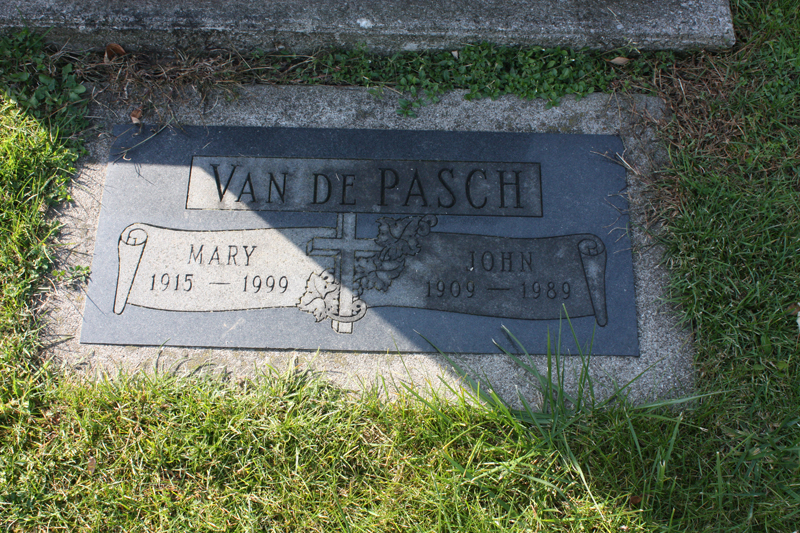 VAN DE PASCH
MARY
1915 — 1999
JOHN
1909 — 1989